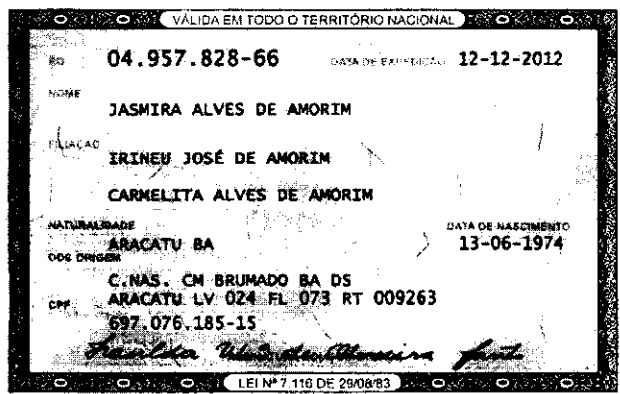 VÁLIDA EM TODO O TERRITÓRIO NACIONAL
RG 04.957.828-66 DATA DE EXPEDIÇÃO 12-12-2012
NOME
JASMIRA ALVES DE AMORIM
FILIAÇÃO
IRINEU JOSÉ DE AMORIM
CARMELITA ALVES DE AMORIM
NATURALIDADE DATA DE NASCIMENTO
ARACATU BA 13-06-1974
DOC ORIGEM
C.NAS. CM BRUMADO BA DS
ARACATU LV 024 FL 073 RT 009263
CPF
697.076.185-15
LEI Nº 7.116 DE 29/08/83